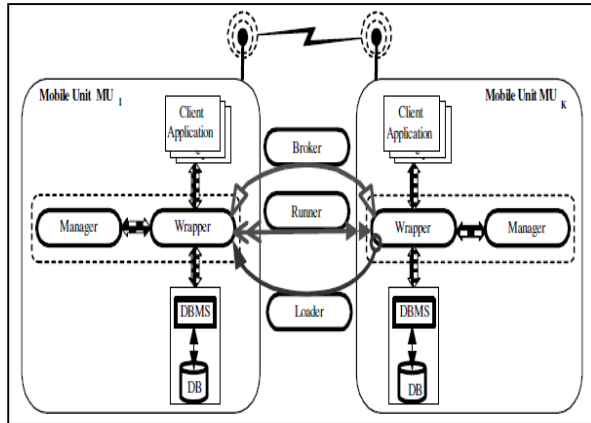 Mobile Unit MU I
Mobile Unit MU K
Client
Application
Client
Application
Broker
Manager
Wrapper
Runner
Wrapper
Manager
DBMS
Loader
DBMS
DB
DB